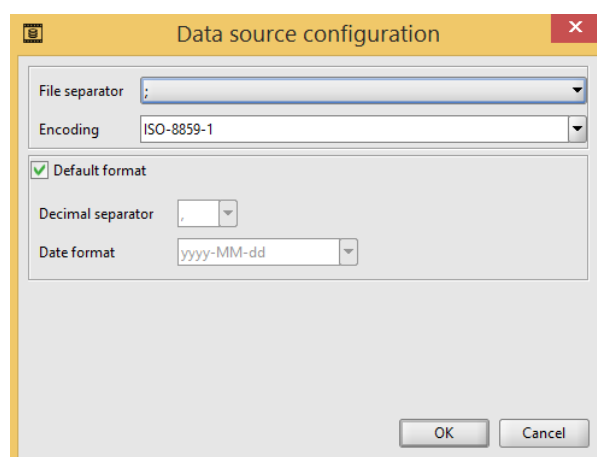 Data source configuration
File separator ;
Encoding ISO-8859-1
Default format
Decimal separator ,
Date format yyyy-MM-dd
OK Cancel